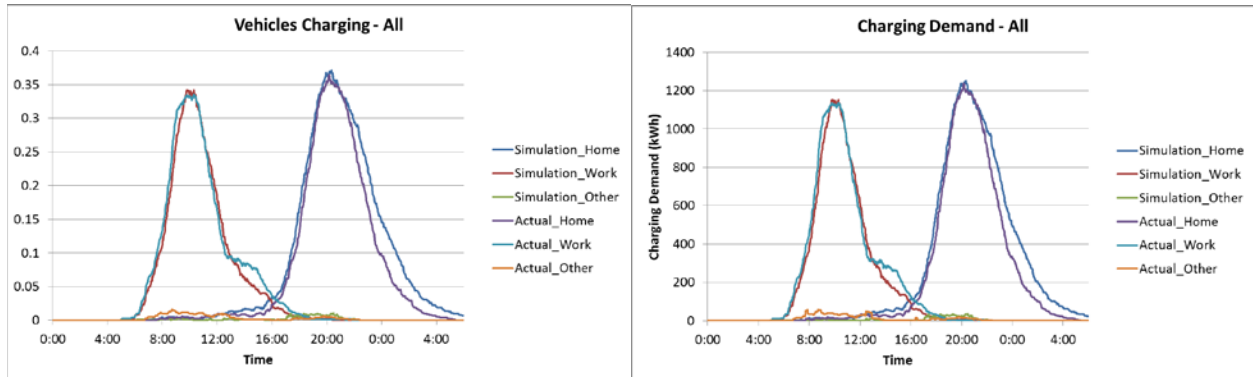 Vehicles Charging - All
0.4
0.35
0.3
0.25
0.2
0.15
0.1
0.05
0
0:00 4:00 8:00 12:00 16:00 20:00 0:00 4:00
Time
Simulation_Home
Simulation_Work
Simulation_Other
Actual_Home
Actual_Work
Actual_Other
Charging Demand - All
Charging Demand (kWh)
1400
1200
1000
800
600
400
200
0
0:00 4:00 8:00 12:00 16:00 20:00 0:00 4:00
Time
Simulation_Home
Simulation_Work
Simulation_Other
Actual_Home
Actual_Work
Actual_Other